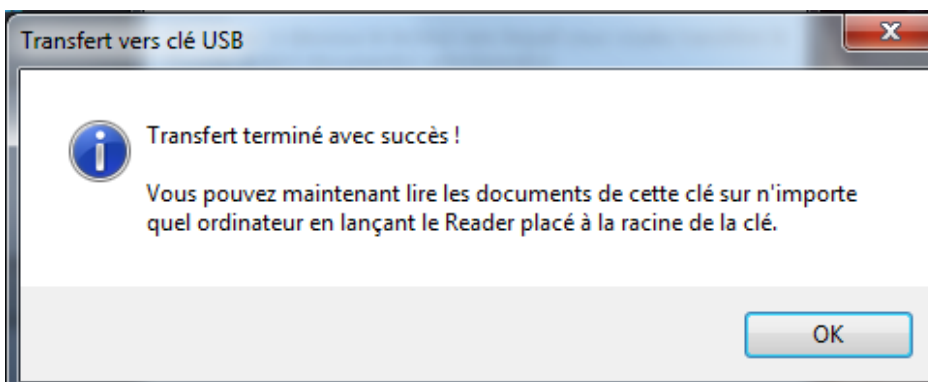 Transfert vers clé USB
Transfert terminé avec succès !
Vous pouvez maintenant lire les documents de cette clé sur n'importe
quel ordinateur en lançant le Reader placé à la racine de la clé.
OK